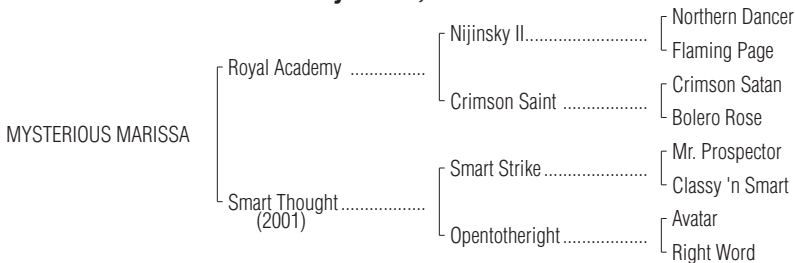 Northern Dancer
Nijinsky II..........................
Flaming Page
Royal Academy ................
Crimson Satan
Crimson Saint ..................
Bolero Rose
MYSTERIOUS MARISSA
Mr. Prospector
Smart Strike ......................
Classy 'n Smart
Smart Thought ..................
(2001)
Avatar
Opentotheright ..................
Right Word